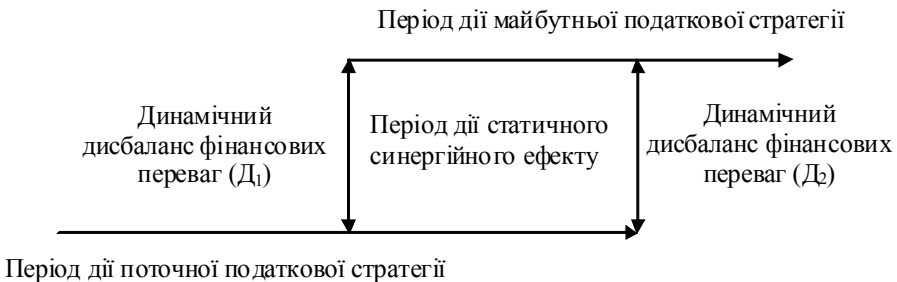 Період дії майбутньої податкової стратегії
Динамічний
дисбаланс фінансових
переваг (Д₁)
Період дії статичного
синергійного ефекту
Динамічний
дисбаланс фінансових
переваг (Д₂)
Період дії поточної податкової стратегії